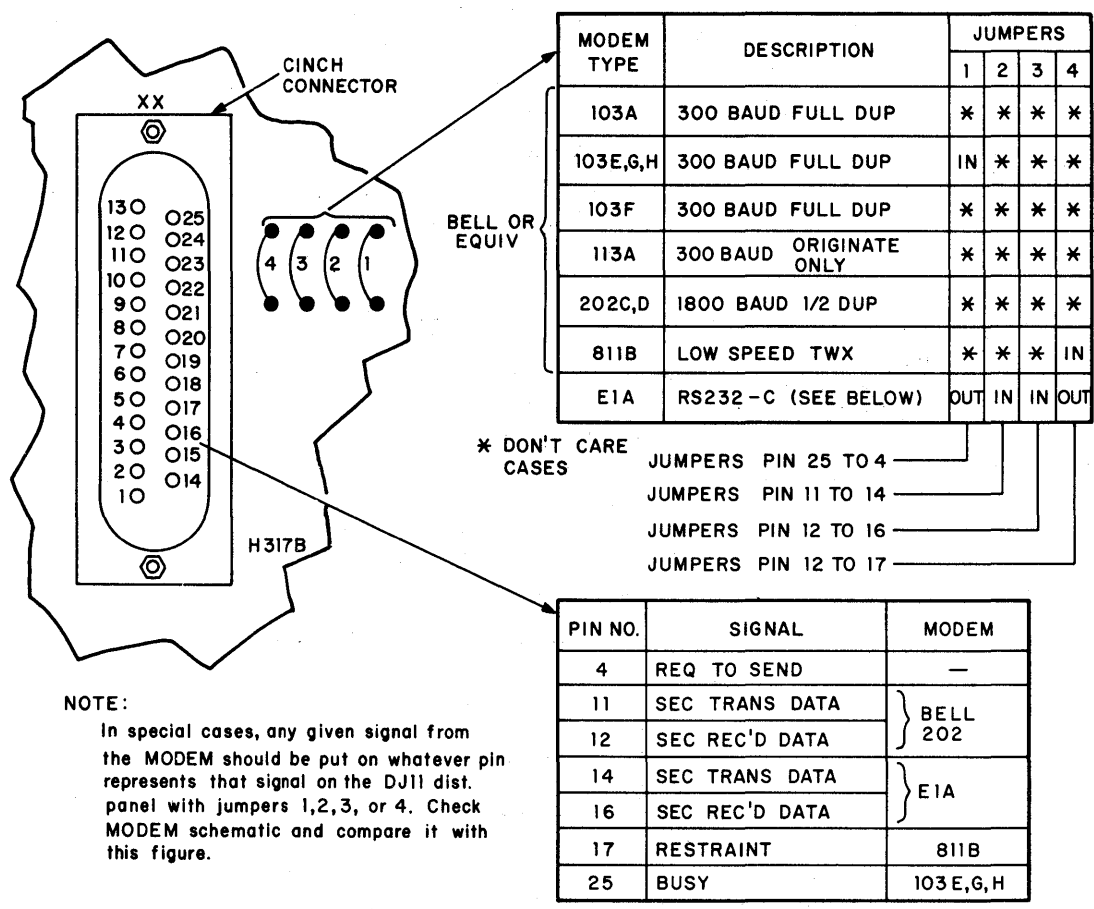 CINCH
CONNECTOR
XX
13 25
12 24
11 23
10 22
9 21
8 20
7 19
6 18
5 17
4 16
3 15
2 14
1
4 3 2 1
H317B
MODEM TYPE DESCRIPTION JUMPERS
1 2 3 4
BELL OR
EQUIV
103A 300 BAUD FULL DUP * * * *
103E,G,H 300 BAUD FULL DUP IN * * *
103F 300 BAUD FULL DUP * * * *
113A 300 BAUD ORIGINATE ONLY * * * *
202C,D 1800 BAUD 1/2 DUP * * * *
811B LOW SPEED TWX * * * IN
E1A RS232-C (SEE BELOW) OUT IN IN OUT
* DON'T CARE
CASES
JUMPERS PIN 25 TO 4
JUMPERS PIN 11 TO 14
JUMPERS PIN 12 TO 16
JUMPERS PIN 12 TO 17
PIN NO. SIGNAL MODEM
4 REQ TO SEND —
11 SEC TRANS DATA
12 SEC REC'D DATA
BELL
202
14 SEC TRANS DATA
16 SEC REC'D DATA
E1A
17 RESTRAINT 811B
25 BUSY 103E,G,H
NOTE:
In special cases, any given signal from
the MODEM should be put on whatever pin
represents that signal on the DJ11 dist.
panel with jumpers 1,2,3, or 4. Check
MODEM schematic and compare it with
this figure.